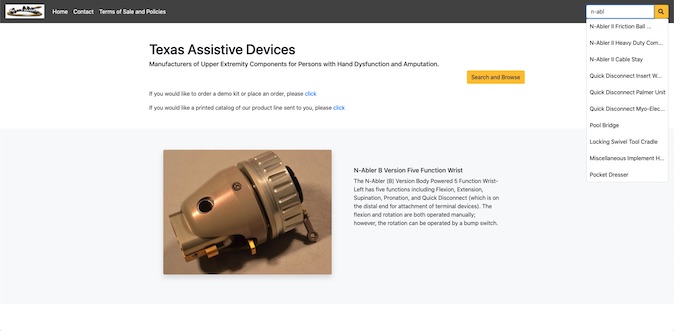 Home Contact Terms of Sale and Policies
n-abl
N-Abler II Friction Ball ...
N-Abler II Heavy Duty Com...
N-Abler II Cable Stay
Quick Disconnect Insert W...
Quick Disconnect Palmer Unit
Quick Disconnect Myo-Elec...
Pool Bridge
Locking Swivel Tool Cradle
Miscellaneous Implement H...
Pocket Dresser
Texas Assistive Devices
Manufacturers of Upper Extremity Components for Persons with Hand Dysfunction and Amputation.
Search and Browse
If you would like to order a demo kit or place an order, please click
If you would like a printed catalog of our product line sent to you, please click
N-Abler B Version Five Function Wrist
The N-Abler (B) Version Body Powered 5 Function Wrist-
Left has five functions including Flexion, Extension,
Supination, Pronation, and Quick Disconnect (which is
on the distal end for attachment of terminal devices). The
flexion and rotation are both operated manually;
however, the rotation can be operated by a bump switch.